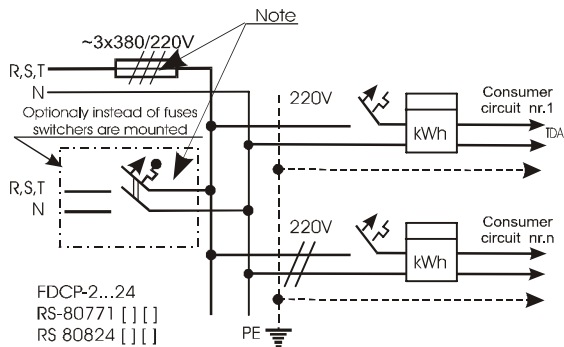 Note
~3x380/220V
R,S,T
N
Optionaly instead of fuses
switchers are mounted
R,S,T
N
220V
kWh
Consumer
circuit nr.1
TDA
220V
kWh
Consumer
circuit nr.n
FDCP-2...24
RS-80771 [ ] [ ]
RS 80824 [ ] [ ]
PE